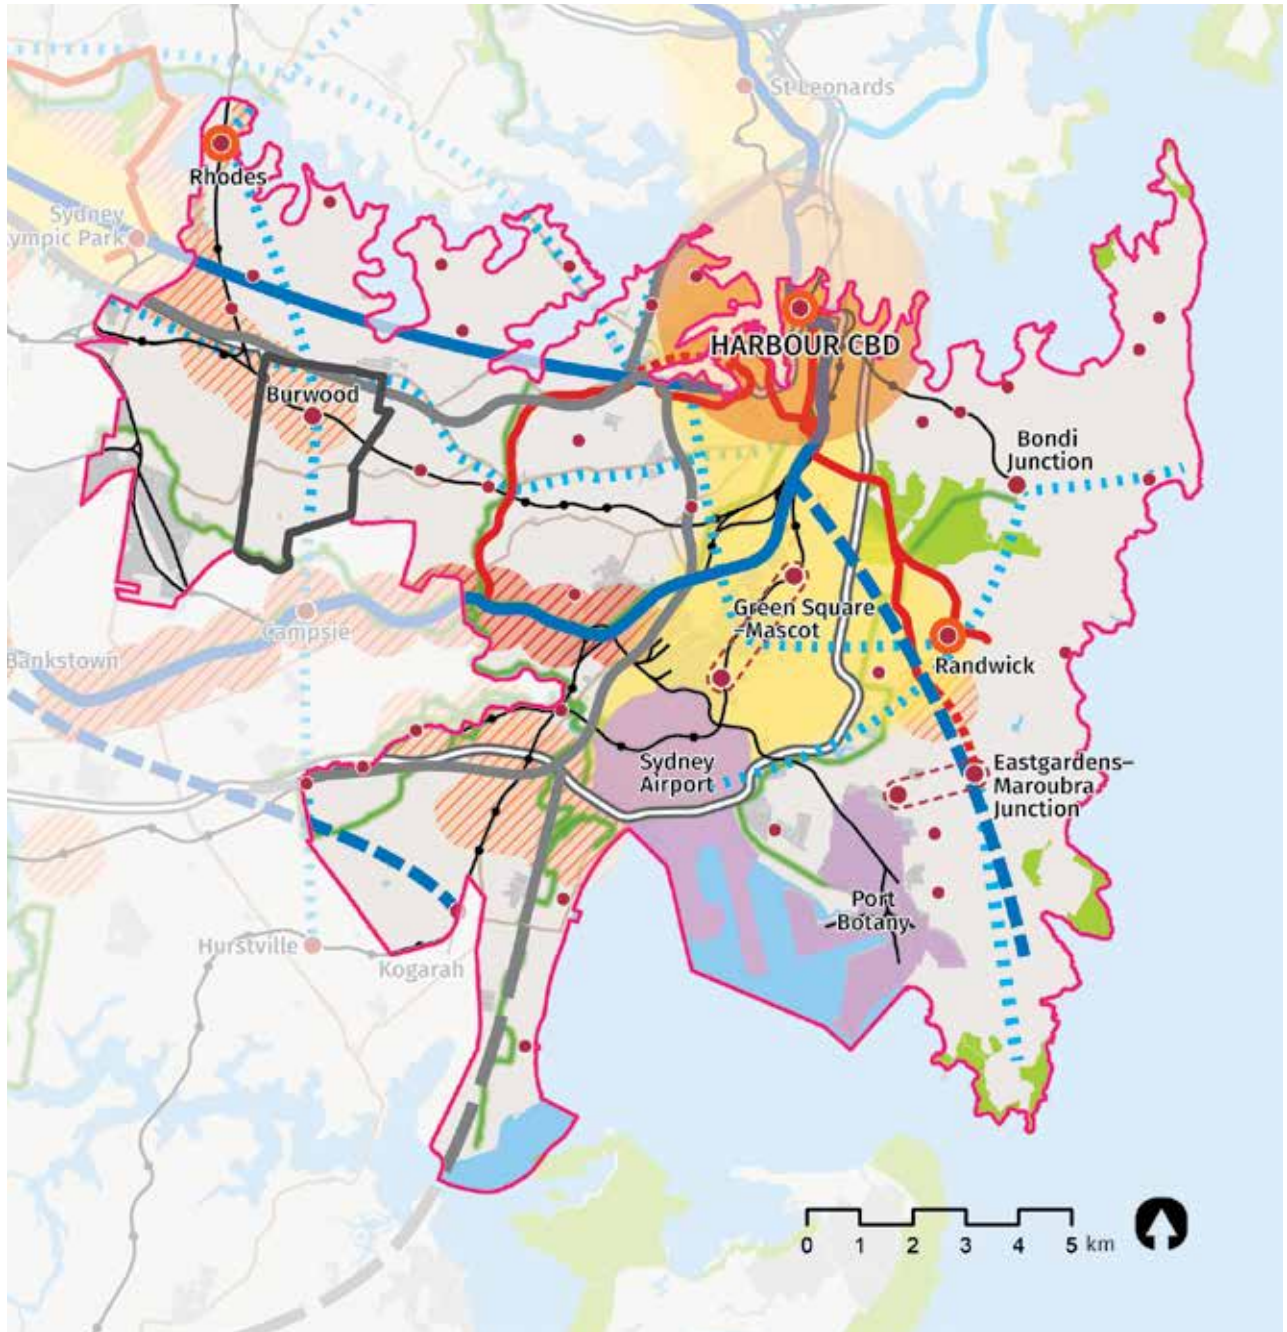 St Leonards
Rhodes
Sydney
ympic Park
HARBOUR CBD
Burwood
Bondi
Junction
Green Square
–Mascot
Campsie
Bankstown
Randwick
Sydney
Airport
Eastgardens–
Maroubra
Junction
Port
Botany
Hurstville
Kogarah
0 1 2 3 4 5 km